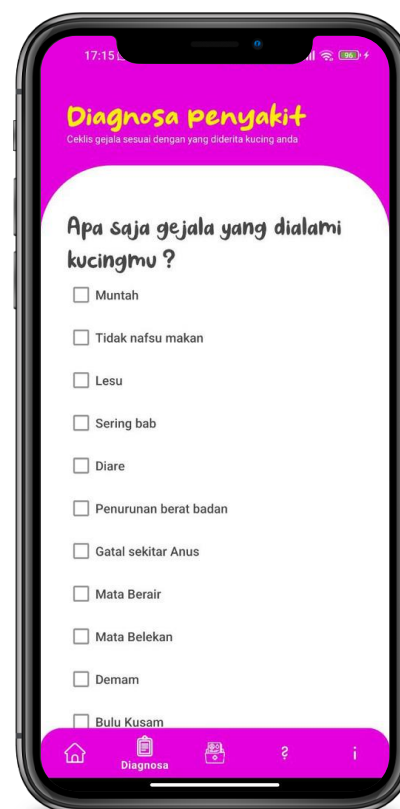 17:15
96
Diagnosa penyakit
Ceklis gejala sesuai dengan yang diderita kucing anda
Apa saja gejala yang dialami
kucingmu ?
Muntah
Tidak nafsu makan
Lesu
Sering bab
Diare
Penurunan berat badan
Gatal sekitar Anus
Mata Berair
Mata Belekan
Demam
Bulu Kusam
Diagnosa